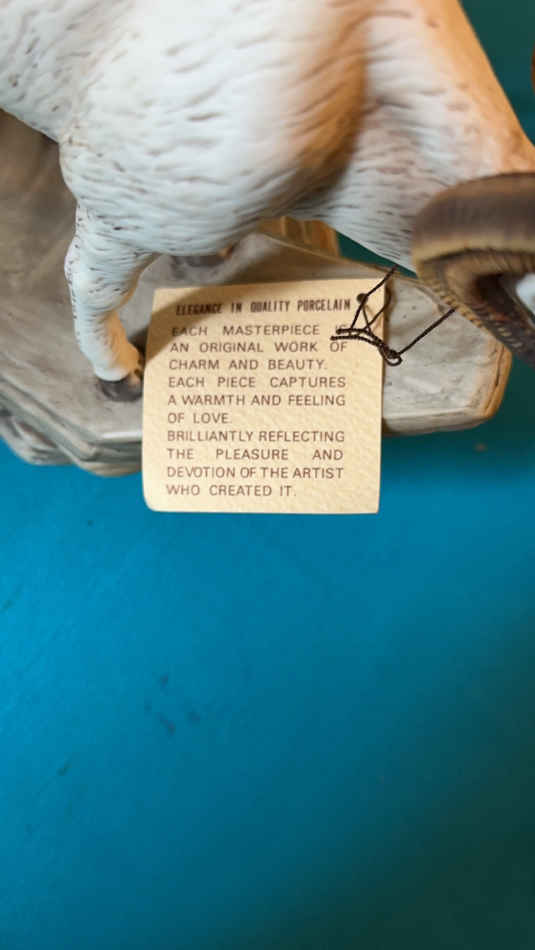 ELEGANCE IN QUALITY PORCELAIN
EACH MASTERPIECE IS
AN ORIGINAL WORK OF
CHARM AND BEAUTY.
EACH PIECE CAPTURES
A WARMTH AND FEELING
OF LOVE.
BRILLIANTLY REFLECTING
THE PLEASURE AND
DEVOTION OF THE ARTIST
WHO CREATED IT.